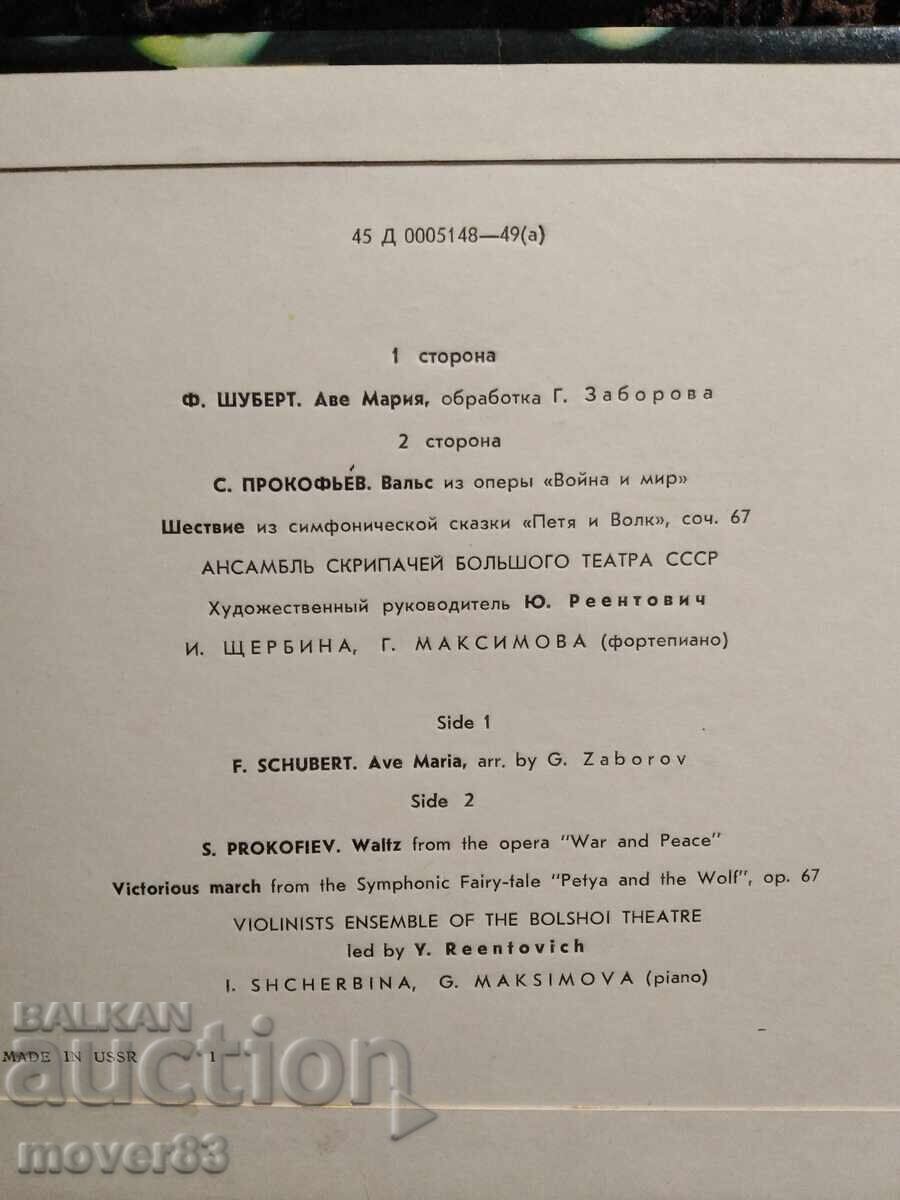 45 Д 0005148—49(а)
1 сторона
Ф. ШУБЕРТ. Аве Мария, обработка Г. Заборова
2 сторона
С. ПРОКОФЬЕ́В. Вальс из оперы «Война и мир»
Шествие из симфонической сказки «Петя и Волк», соч. 67
АНСАМБЛЬ СКРИПАЧЕЙ БОЛЬШОГО ТЕАТРА СССР
Художественный руководитель Ю. Реентович
И. ЩЕРБИНА, Г. МАКСИМОВА (фортепиано)
Side 1
F. SCHUBERT. Ave Maria, arr. by G. Zaborov
Side 2
S. PROKOFIEV. Waltz from the opera "War and Peace"
Victorious march from the Symphonic Fairy-tale "Petya and the Wolf", op. 67
VIOLINISTS ENSEMBLE OF THE BOLSHOI THEATRE
led by Y. Reentovich
I. SHCHERBINA, G. MAKSIMOVA (piano)
BALKAN
MADE IN USSR 1
auction
mover83